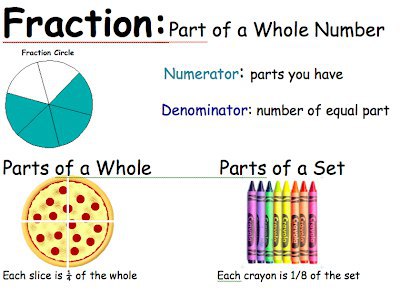 Fraction: Part of a Whole Number
Fraction Circle
Numerator: parts you have
Denominator: number of equal part
Parts of a Whole
Parts of a Set
Each slice is ¼ of the whole
Each crayon is 1/8 of the set